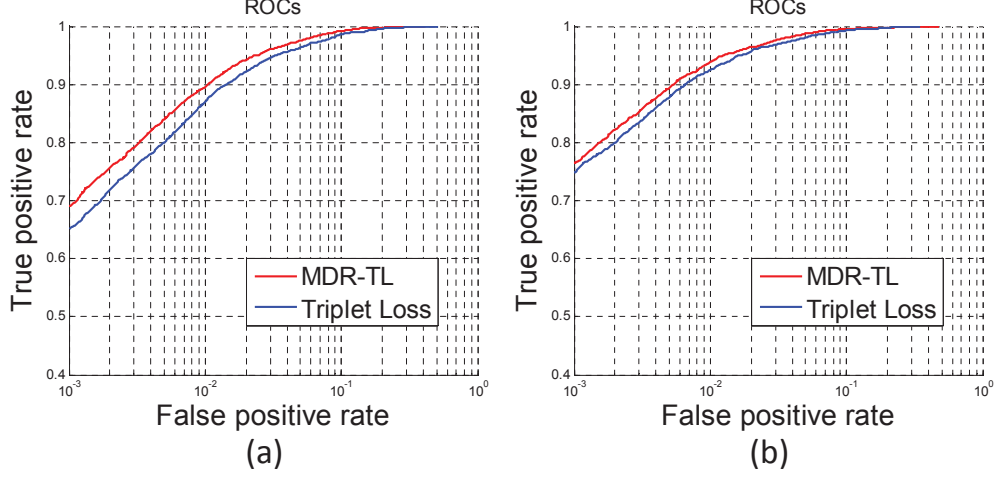 ROCs
True positive rate
1
0.9
0.8
0.7
0.6
0.5
0.4
MDR-TL
Triplet Loss
10^-3
10^-2
10^-1
10^0
False positive rate
(a)
ROCs
True positive rate
1
0.9
0.8
0.7
0.6
0.5
0.4
MDR-TL
Triplet Loss
10^-3
10^-2
10^-1
10^0
False positive rate
(b)